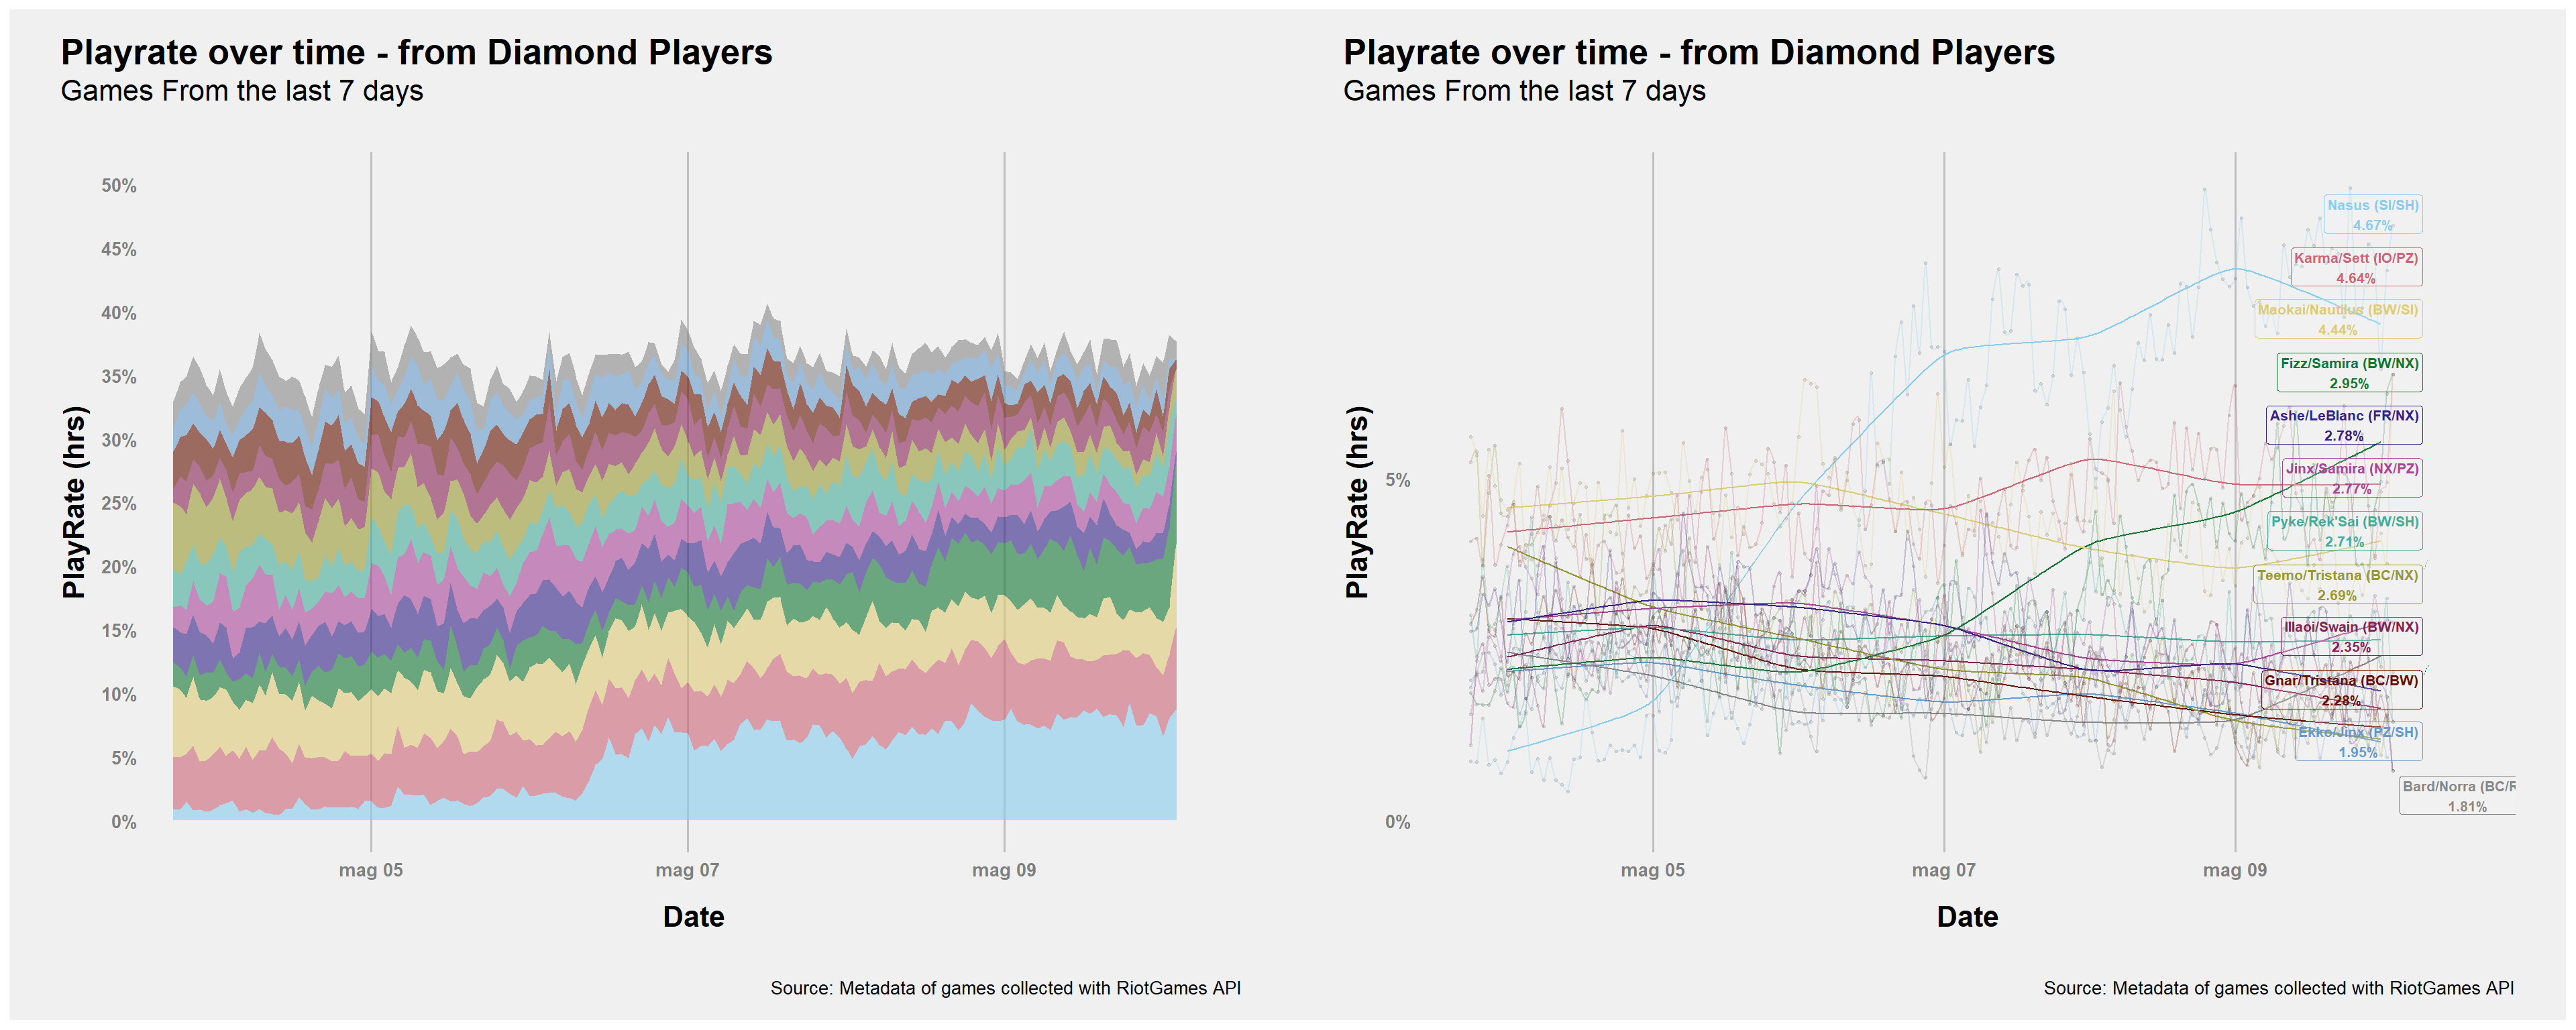 Playrate over time - from Diamond Players
Games From the last 7 days
PlayRate (hrs)
50%
45%
40%
35%
30%
25%
20%
15%
10%
5%
0%
mag 05
mag 07
mag 09
Date
Source: Metadata of games collected with RiotGames API
Playrate over time - from Diamond Players
Games From the last 7 days
PlayRate (hrs)
5%
0%
Nasus (SI/SH)
4.67%
Karma/Sett (IO/PZ)
4.64%
Maokai/Nautilus (BW/SI)
4.44%
Fizz/Samira (BW/NX)
2.95%
Ashe/LeBlanc (FR/NX)
2.78%
Jinx/Samira (NX/PZ)
2.77%
Pyke/Rek'Sai (BW/SH)
2.71%
Teemo/Tristana (BC/NX)
2.69%
Illaoi/Swain (BW/NX)
2.35%
Gnar/Tristana (BC/BW)
2.28%
Ekko/Jinx (PZ/SH)
1.95%
Bard/Norra (BC/
1.81%
mag 05
mag 07
mag 09
Date
Source: Metadata of games collected with RiotGames API